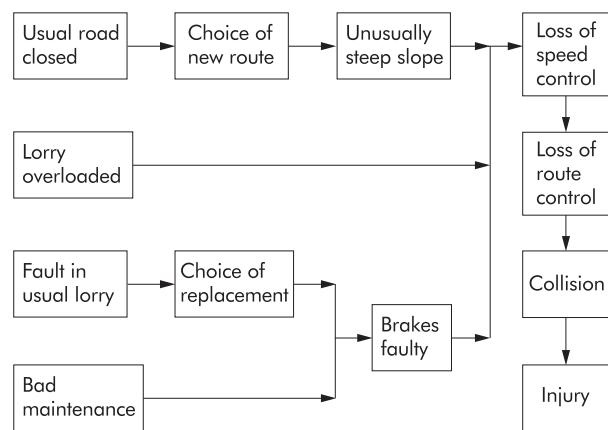 Usual road
closed
Choice of
new route
Unusually
steep slope
Loss of
speed
control
Lorry
overloaded
Loss of
route
control
Fault in
usual lorry
Choice of
replacement
Collision
Brakes
faulty
Bad
maintenance
Injury